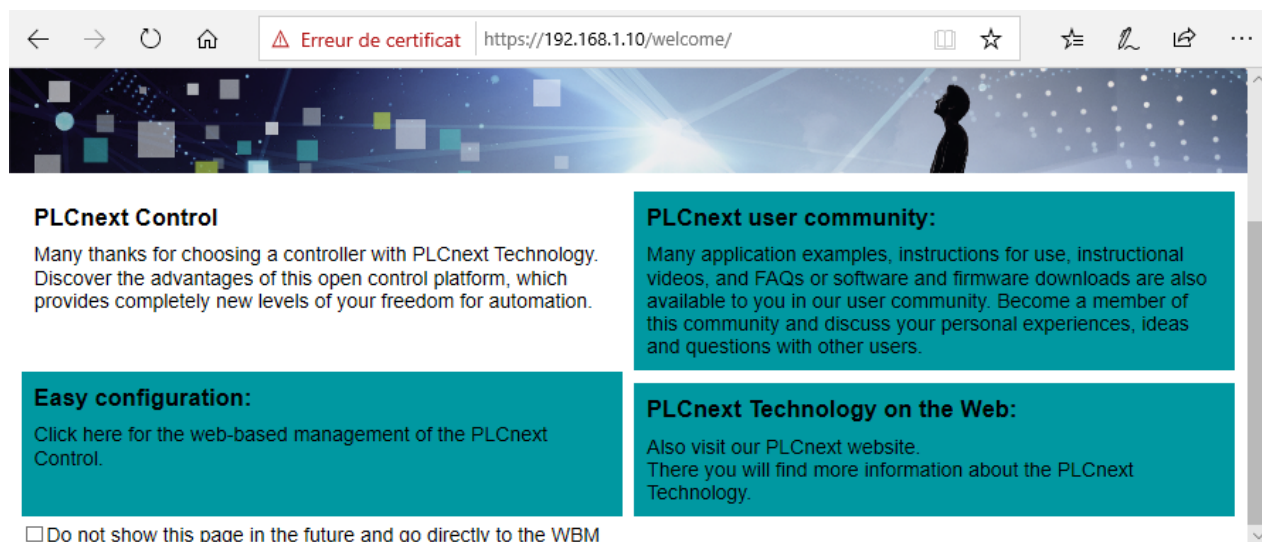 Erreur de certificat https://192.168.1.10/welcome/
PLCnext Control
Many thanks for choosing a controller with PLCnext Technology.
Discover the advantages of this open control platform, which
provides completely new levels of your freedom for automation.
Easy configuration:
Click here for the web-based management of the PLCnext
Control.
Do not show this page in the future and go directly to the WBM
PLCnext user community:
Many application examples, instructions for use, instructional
videos, and FAQs or software and firmware downloads are also
available to you in our user community. Become a member of
this community and discuss your personal experiences, ideas
and questions with other users.
PLCnext Technology on the Web:
Also visit our PLCnext website.
There you will find more information about the PLCnext
Technology.